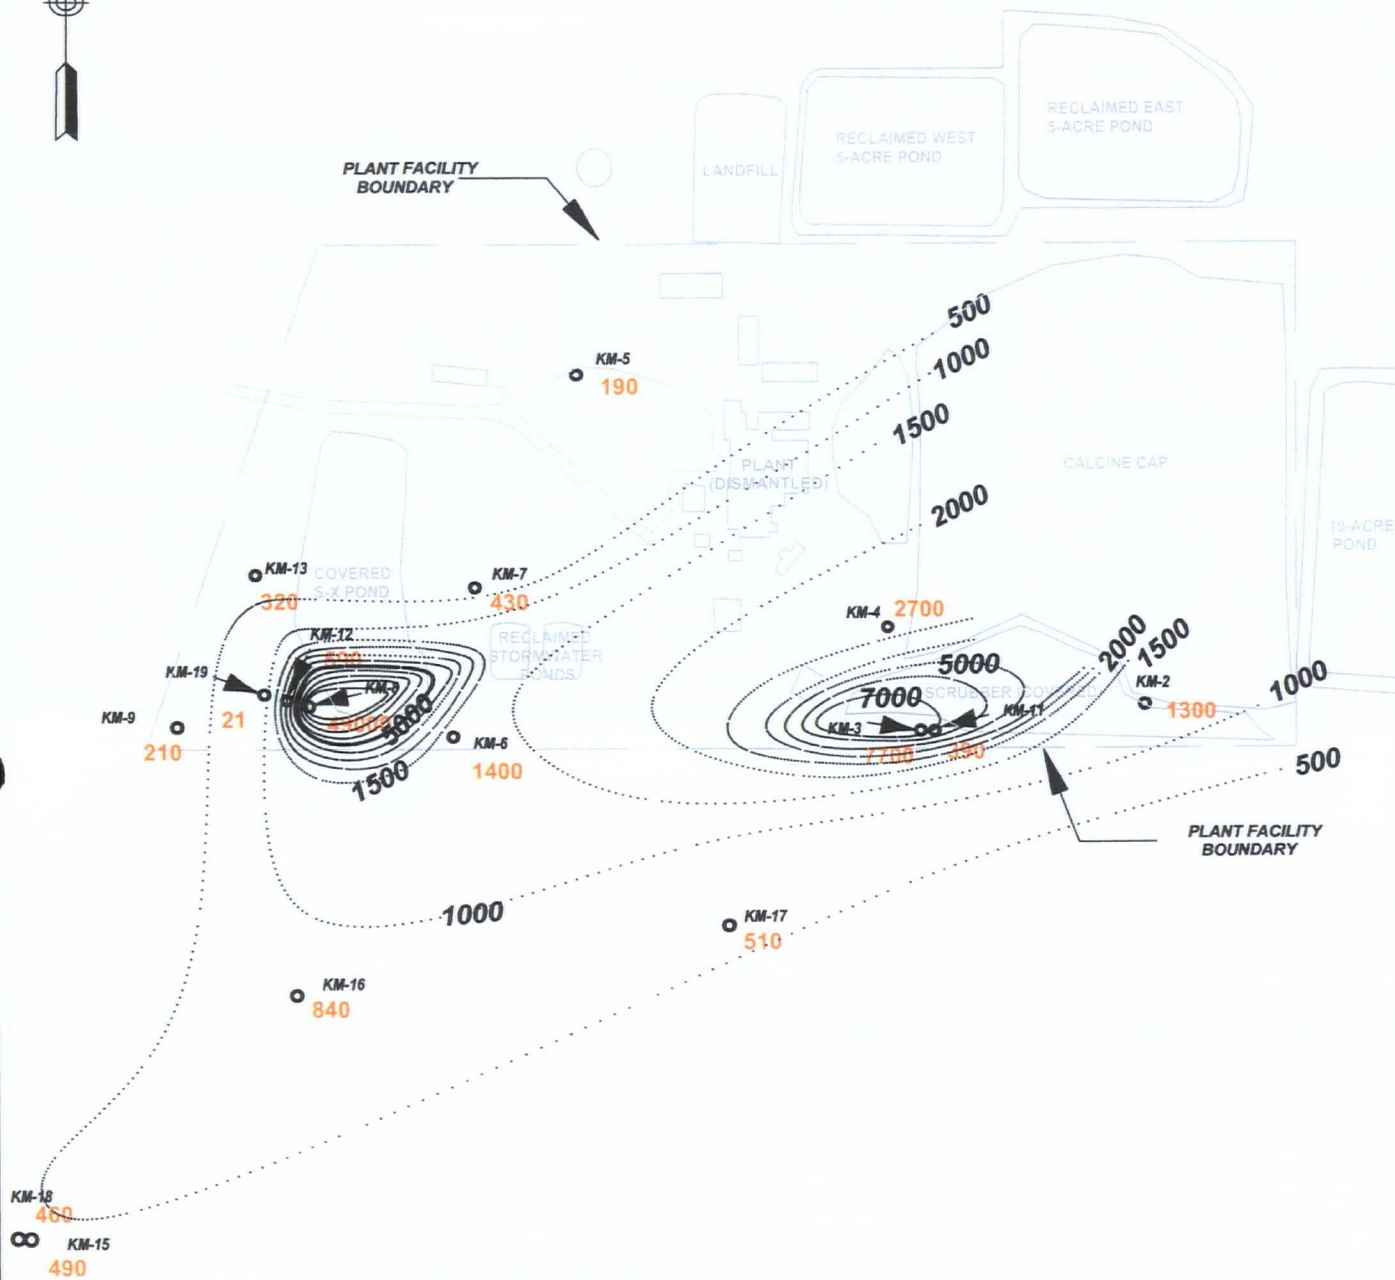 RECLAIMED EAST
5-ACRE POND
RECLAIMED WEST
5-ACRE POND
LANDFILL
PLANT FACILITY
BOUNDARY
500
1000
1500
2000
KM-5
190
PLANT
(DISMANTLED)
CALCINE CAP
10-ACRE
POND
KM-13
320
COVERED
S-X POND
KM-7
430
KM-4
2700
KM-12
590
RECLAIMED
STORMWATER
PONDS
KM-19
21
KM-9
210
5000
1500
KM-6
1400
5000
7000
SCRUBBER (COVERED
KM-3
7700
KM-11
390
2000
1500
KM-2
1300
1000
500
PLANT FACILITY
BOUNDARY
1000
KM-17
510
KM-16
840
KM-18
460
KM-15
490